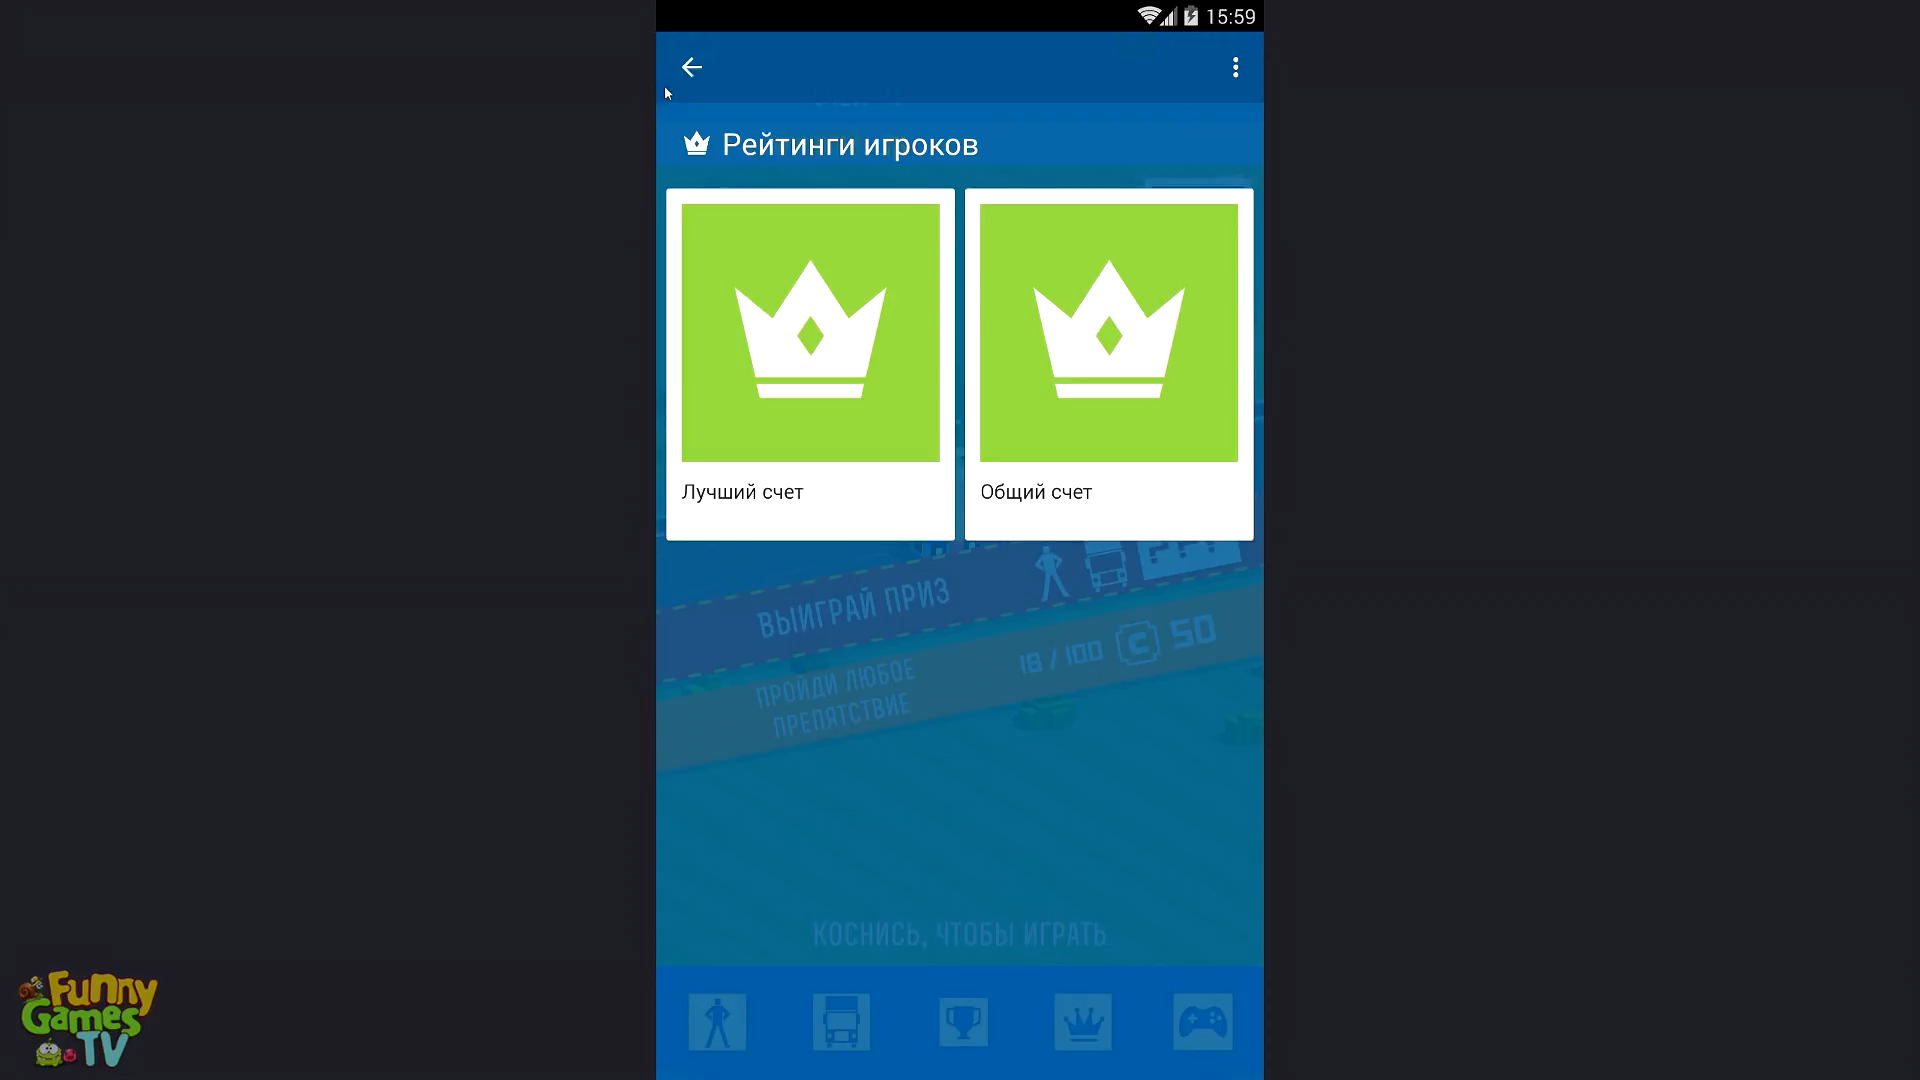 15:59
Рейтинги игроков
Лучший счет
Общий счет
ВЫИГРАЙ ПРИЗ
ПРОЙДИ ЛЮБОЕ
ПРЕПЯТСТВИЕ
18 / 100 C 50
КОСНИСЬ, ЧТОБЫ ИГРАТЬ
Funny
Games
TV